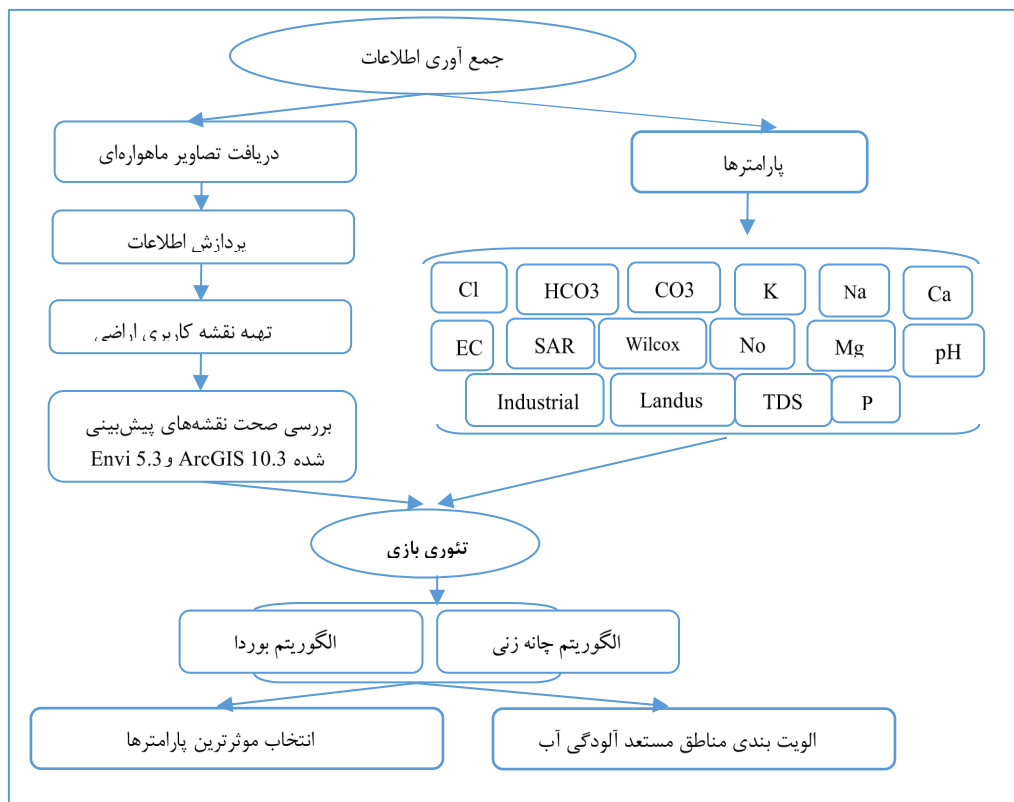 جمع آوری اطلاعات
دریافت تصاویر ماهواره‌ای
پارامترها
پردازش اطلاعات
تهیه نقشه کاربری اراضی
بررسی صحت نقشه‌های پیش‌بینی
شده ArcGIS 10.3 و Envi 5.3
Cl
HCO3
CO3
K
Na
Ca
EC
SAR
Wilcox
No
Mg
pH
Industrial
Landus
TDS
P
تئوری بازی
الگوریتم بوردا
الگوریتم چانه زنی
انتخاب موثرترین پارامترها
الویت بندی مناطق مستعد آلودگی آب